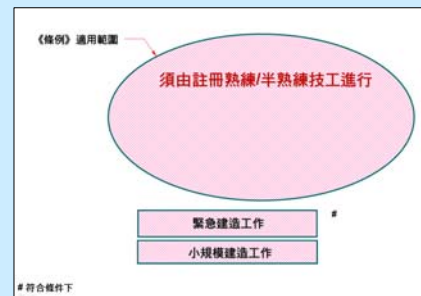 《條例》適用範圍
須由註冊熟練/半熟練技工進行
緊急建造工作
#
小規模建造工作
# 符合條件下